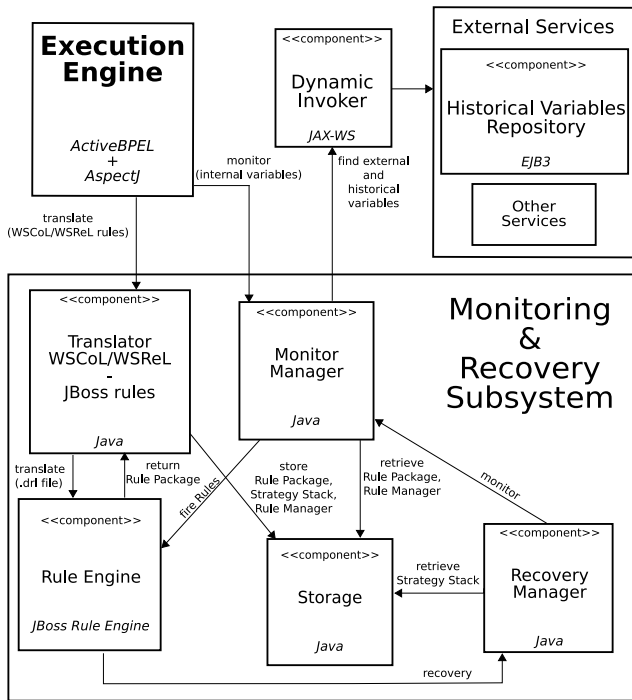 Execution
Engine
ActiveBPEL
+
AspectJ
<<component>>
Dynamic
Invoker
JAX-WS
External Services
<<component>>
Historical Variables
Repository
EJB3
Other
Services
monitor
(internal variables)
find external
and
historical
variables
translate
(WSCoL/WSReL rules)
<<component>>
Translator
WSCoL/WSReL
-
JBoss rules
Java
<<component>>
Monitor
Manager
Java
Monitoring
&
Recovery
Subsystem
translate
(.drl file)
return
Rule Package
fire Rules
store
Rule Package,
Strategy Stack,
Rule Manager
retrieve
Rule Package,
Rule Manager
monitor
<<component>>
Rule Engine
JBoss Rule Engine
<<component>>
Storage
Java
retrieve
Strategy Stack
<<component>>
Recovery
Manager
Java
recovery